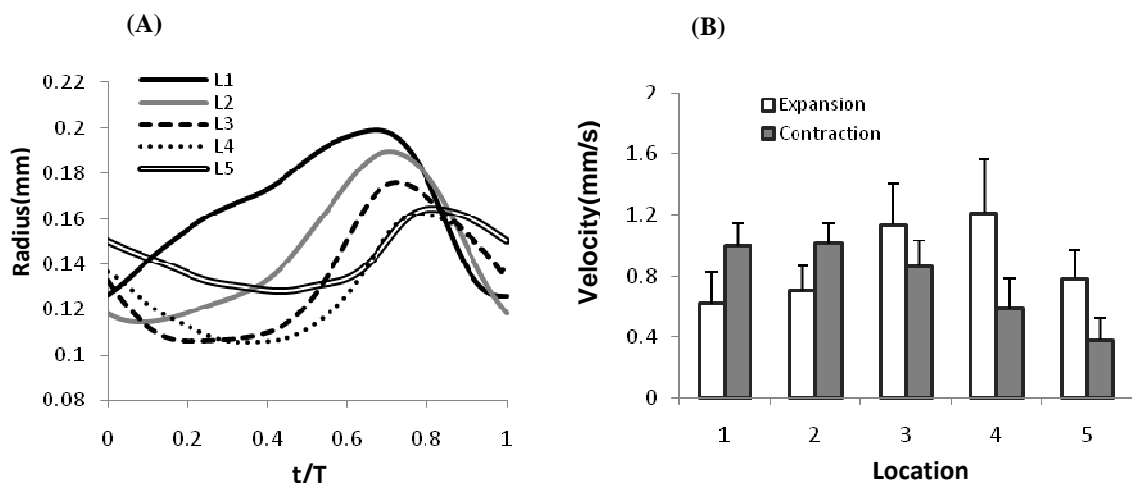 (A)
Radius(mm)
0.22
0.2
0.18
0.16
0.14
0.12
0.1
0.08
L1
L2
L3
L4
L5
0 0.2 0.4 0.6 0.8 1
t/T
(B)
Velocity(mm/s)
2
1.6
1.2
0.8
0.4
0
Expansion
Contraction
1 2 3 4 5
Location